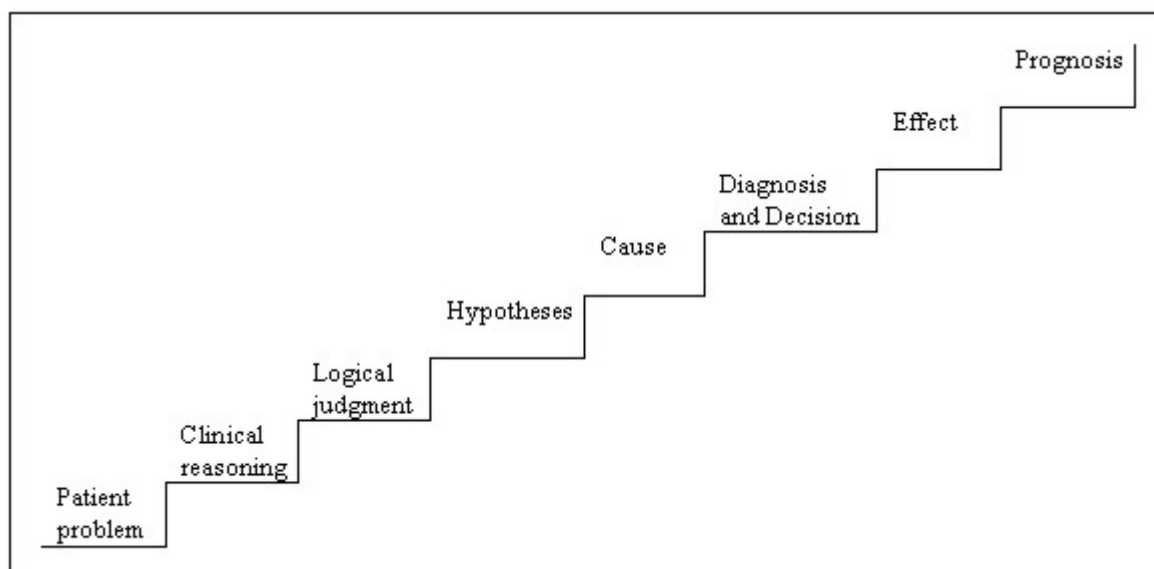 Prognosis
Effect
Diagnosis
and Decision
Cause
Hypotheses
Logical
judgment
Clinical
reasoning
Patient
problem